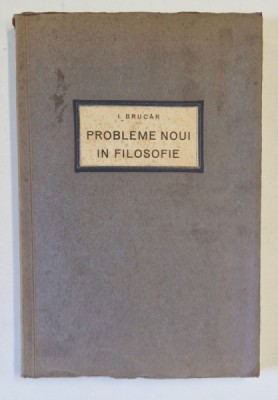 I. BRUCĂR
PROBLEME NOUI
IN FILOSOFIE